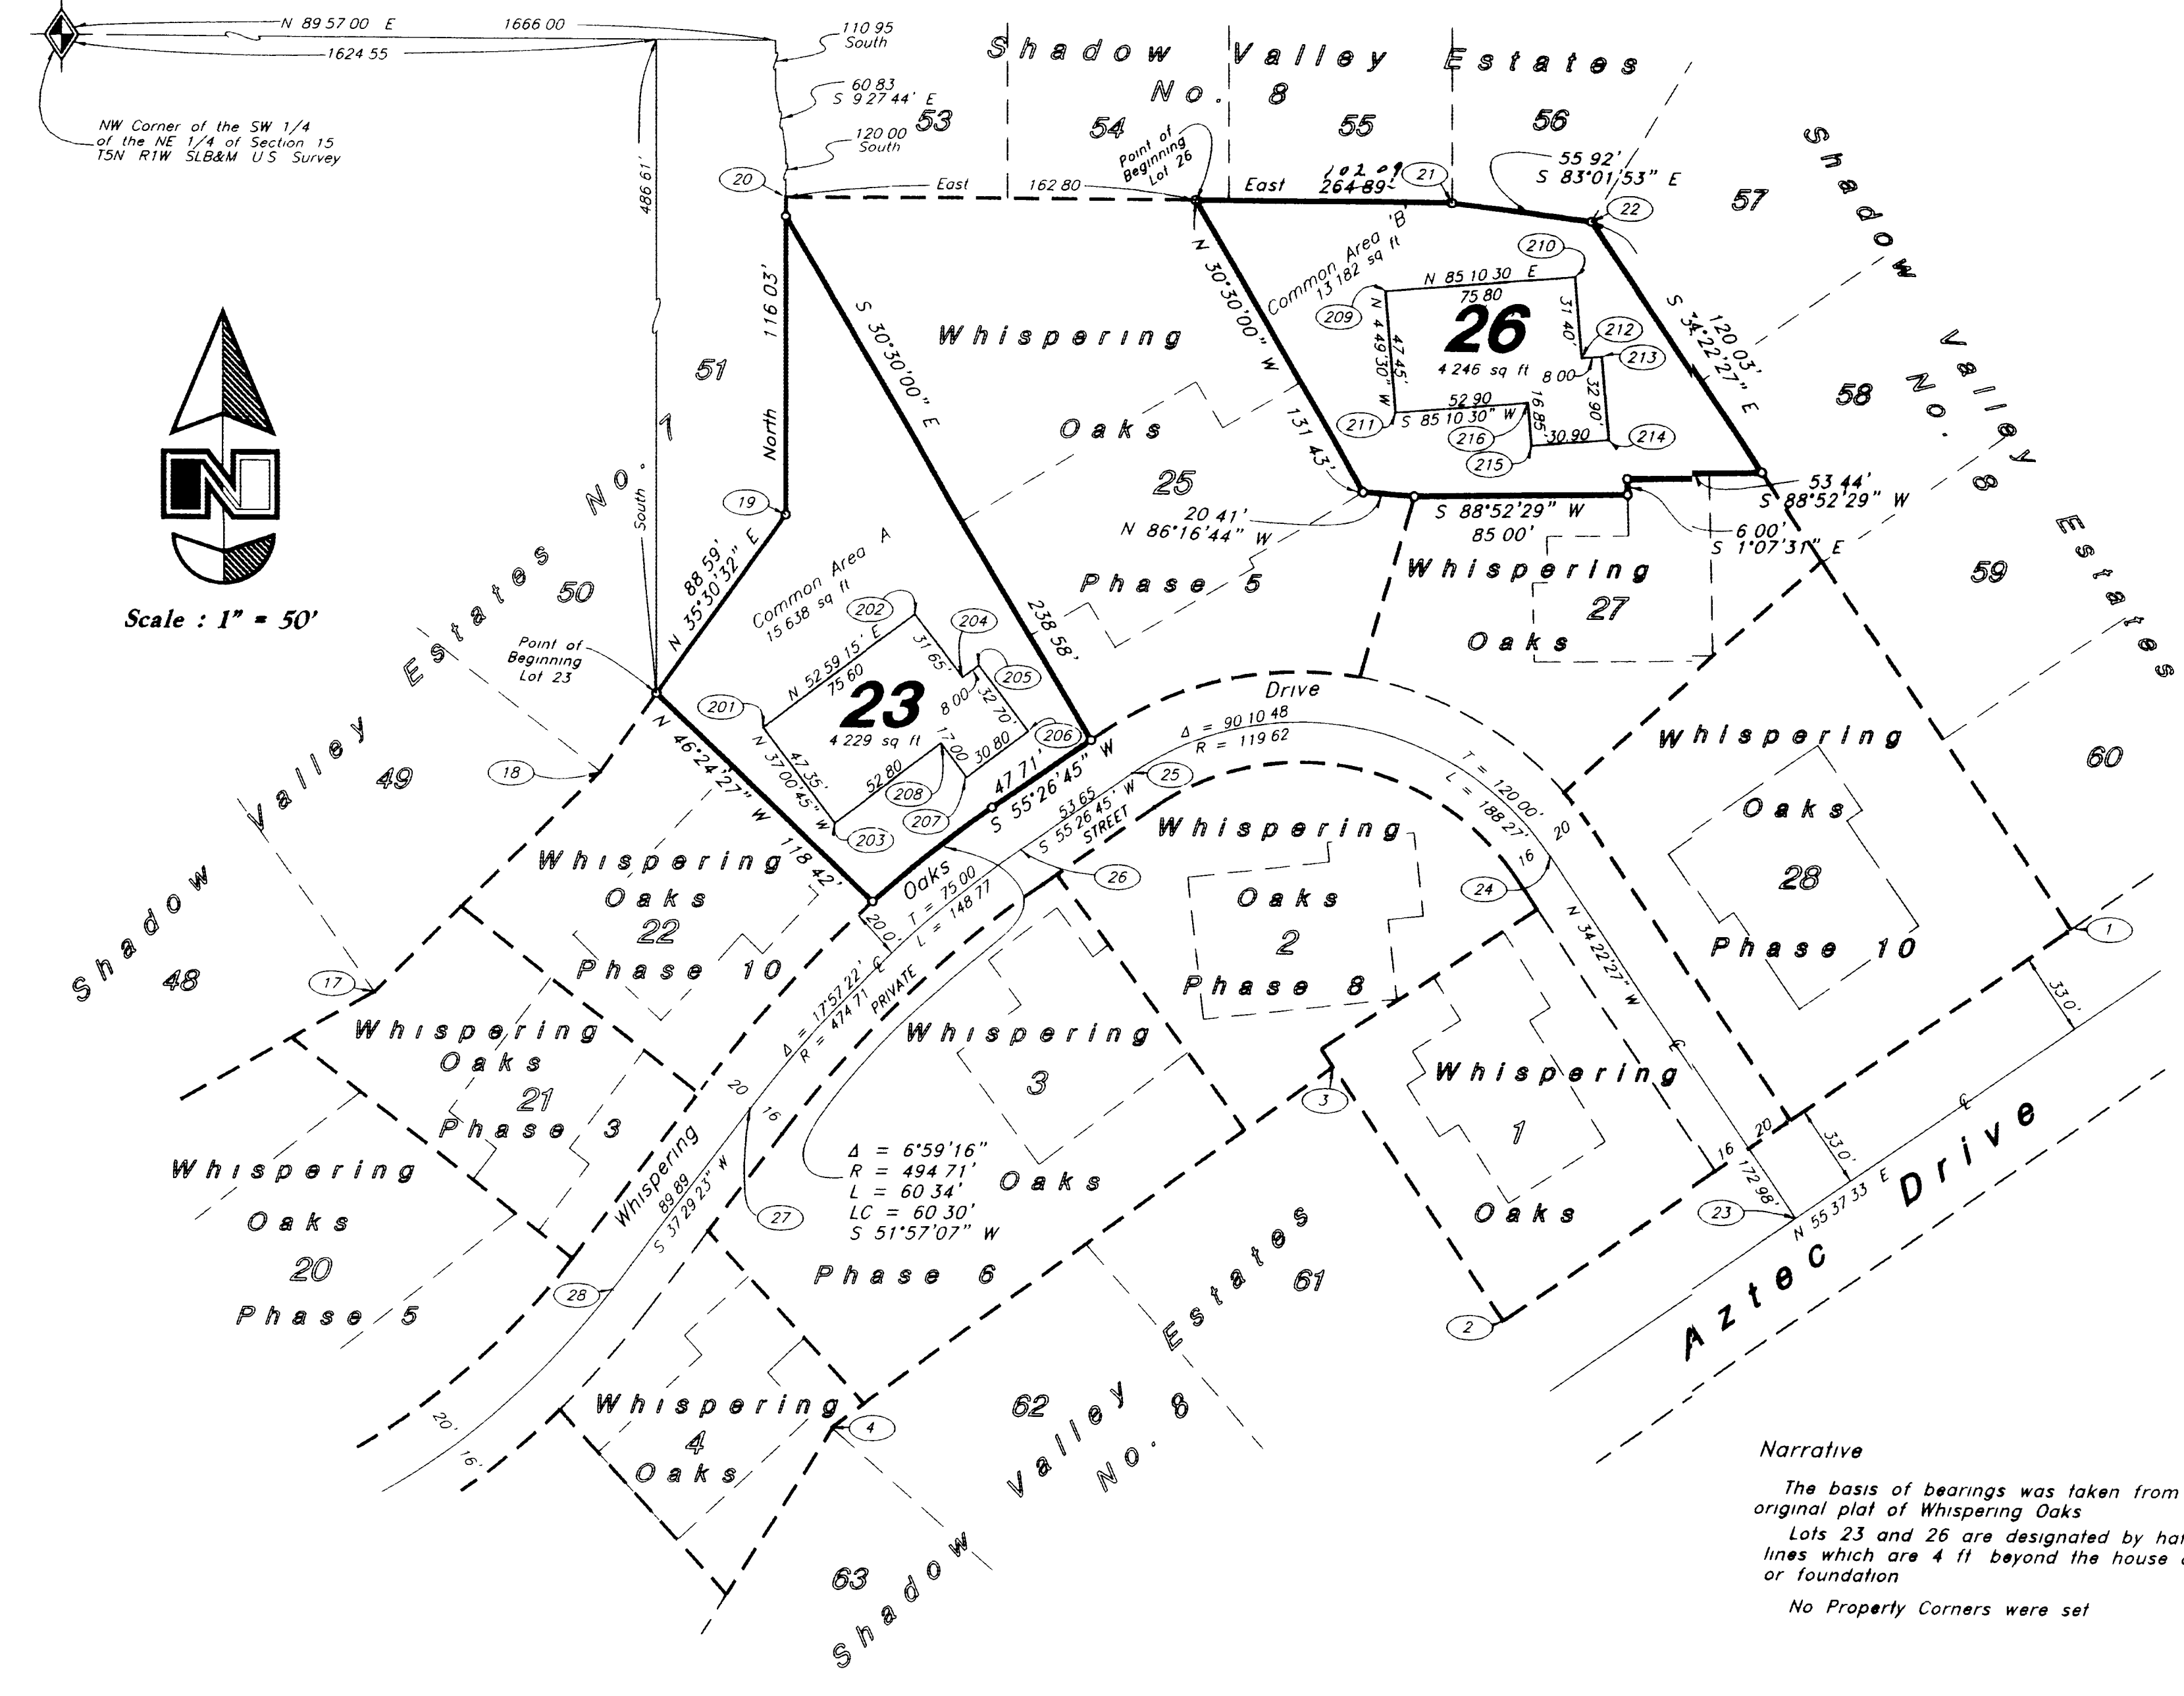 N 89 57 00 E 1666 00
1624 55
NW Corner of the SW 1/4
of the NE 1/4 of Section 15
T5N R1W SLB&M U S Survey
110 95
South
60 83
S 9 27 44' E
120 00
South
486 61'
South
Shadow Valley Estates
No. 8
53
54
55
56
57
58
59
60
Shadow Valley Estates
No. 8
Point of
Beginning
Lot 26
20
East 162 80
East
102 09
264 89'
21
55 92'
S 83°01'53" E
22
N
Scale : 1" = 50'
116 03'
North
51
19
88 59'
N 35°30'32" E
S 30°30'00" E
238 58'
Whispering
Oaks
25
Phase 5
N 30°30'00" W
131 43'
Common Area 'B'
13 182 sq ft
210
N 85 10 30 E
75 80
209
26
4 246 sq ft
N 4 49'30" W
47 45'
31 40'
212
213
8 00
32 90'
52 90
S 85 10 30" W
211
16 85'
216
30.90
214
215
S 34°22'27" E
120 03'
53 44'
S 88°52'29" W
6 00'
S 1°07'31" E
20 41'
N 86°16'44" W
S 88°52'29" W
85 00'
Whispering
27
Oaks
Shadow Valley Estates
No. 1
50
49
48
Point of
Beginning
Lot 23
18
17
Common Area A
15 638 sq ft
202
N 52 59 15' E
75 60
31 65'
204
205
8 00
32 70'
201
23
4 229 sq ft
N 37 00'45" W
47 35'
52 80
17 00
30 80
206
208
207
203
N 46°24'27" W
118 42'
47 71'
S 55°26'45" W
Drive
Δ = 90 10 48
R = 119 62
T = 120 00'
L = 188 27'
25
53 65
S 55 26 45' W
STREET
26
Oaks
T = 75.00
L = 148 77
20 0'
Δ = 17°57'22'
R = 474 71
PRIVATE
20
16
24
N 34 22'27" W
Whispering
Oaks
28
Phase 10
1
33 0'
Whispering
Oaks
22
Phase 10
Whispering
Oaks
2
Phase 8
Whispering
Oaks
21
Phase 3
Whispering
3
Oaks
Phase 6
3
Whispering
1
Oaks
20
16
Whispering
89 89
S 37 29 23" W
27
Δ = 6°59'16"
R = 494 71'
L = 60 34'
LC = 60 30'
S 51°57'07" W
Whispering
Oaks
20
Phase 5
28
16
20
172 98'
33 0'
23
N 55 37 33 E
Aztec Drive
2
Whispering
4
Oaks
4
20'
16'
61
62
63
Shadow Valley Estates
No. 8
Narrative
The basis of bearings was taken from
original plat of Whispering Oaks
Lots 23 and 26 are designated by
lines which are 4 ft beyond the house
or foundation
No Property Corners were set